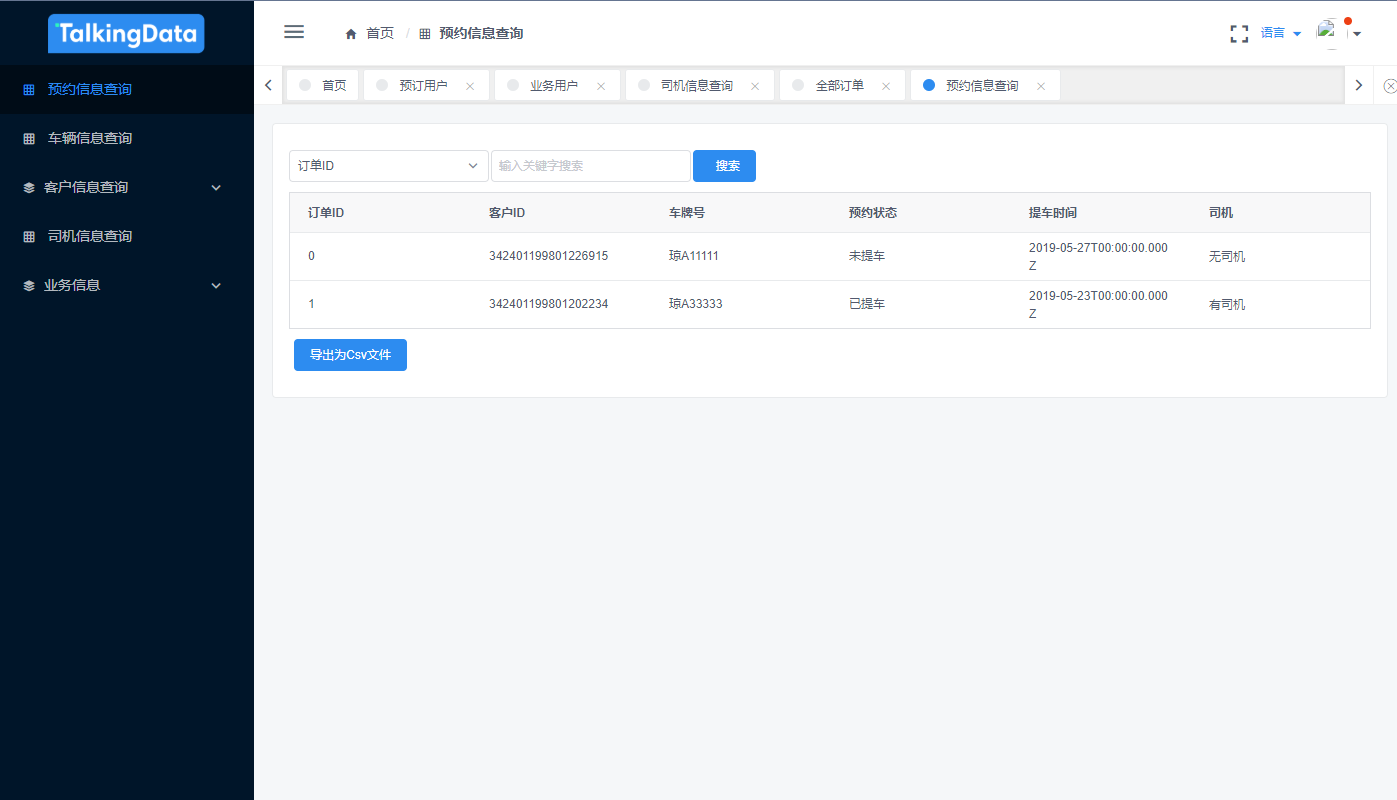 TalkingData
预约信息查询
车辆信息查询
客户信息查询
司机信息查询
业务信息
首页 / 预约信息查询
语言
首页 预订用户 业务用户 司机信息查询 全部订单 预约信息查询
订单ID 输入关键字搜索 搜索
订单ID 客户ID 车牌号 预约状态 提车时间 司机
0 342401199801226915 琼A11111 未提车 2019-05-27T00:00:00.000
Z 无司机
1 342401199801202234 琼A33333 已提车 2019-05-23T00:00:00.000
Z 有司机
导出为Csv文件